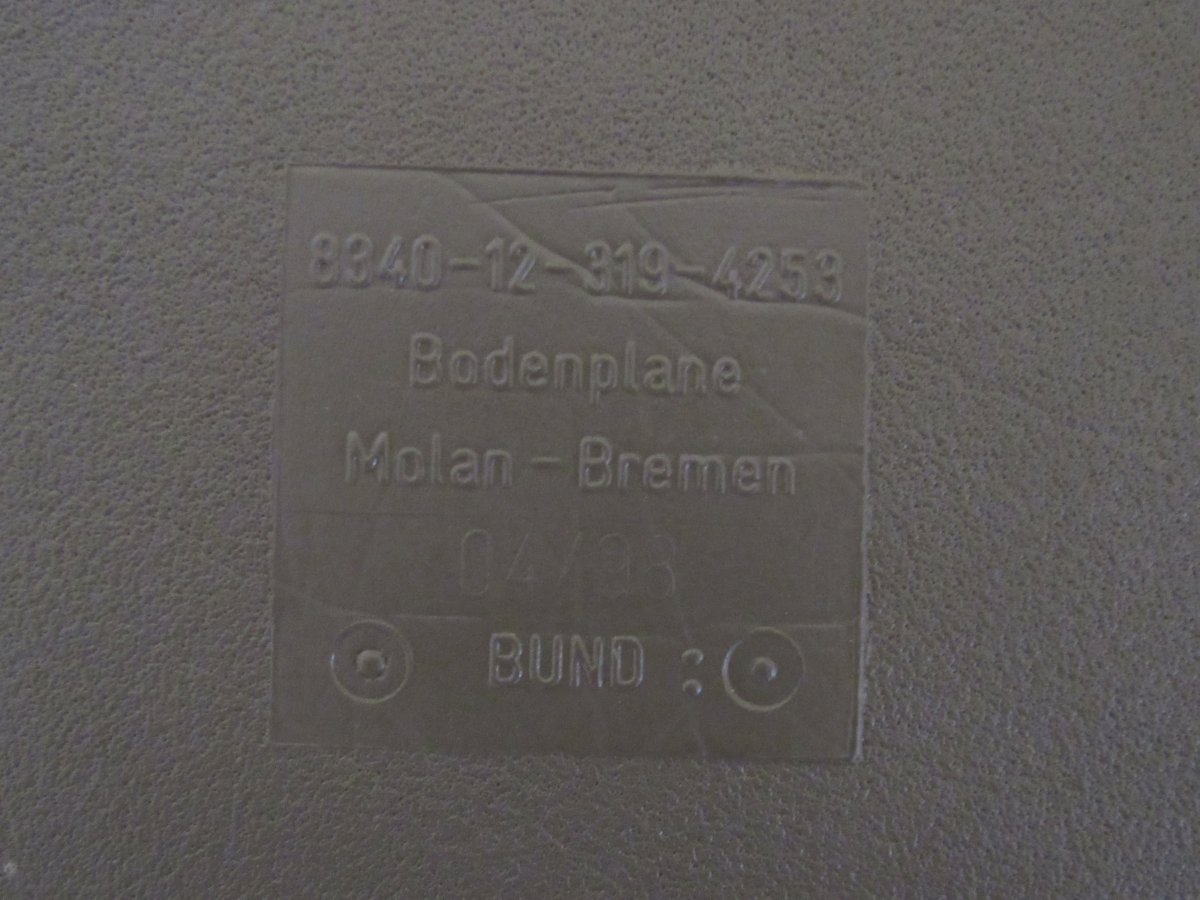 8340-12-319-4253
Bodenplane
Molan - Bremen
04/98
BUND :